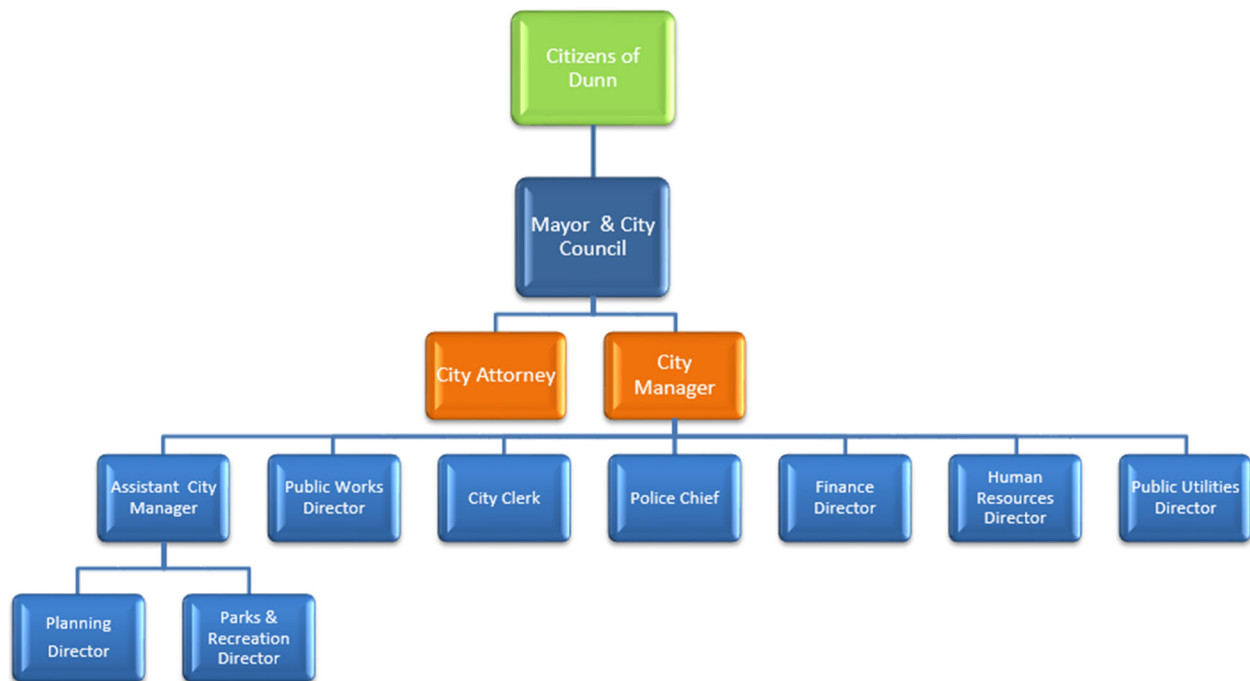 Citizens of
Dunn
Mayor & City
Council
City Attorney
City
Manager
Assistant City
Manager
Public Works
Director
City Clerk
Police Chief
Finance
Director
Human
Resources
Director
Public Utilities
Director
Planning
Director
Parks &
Recreation
Director